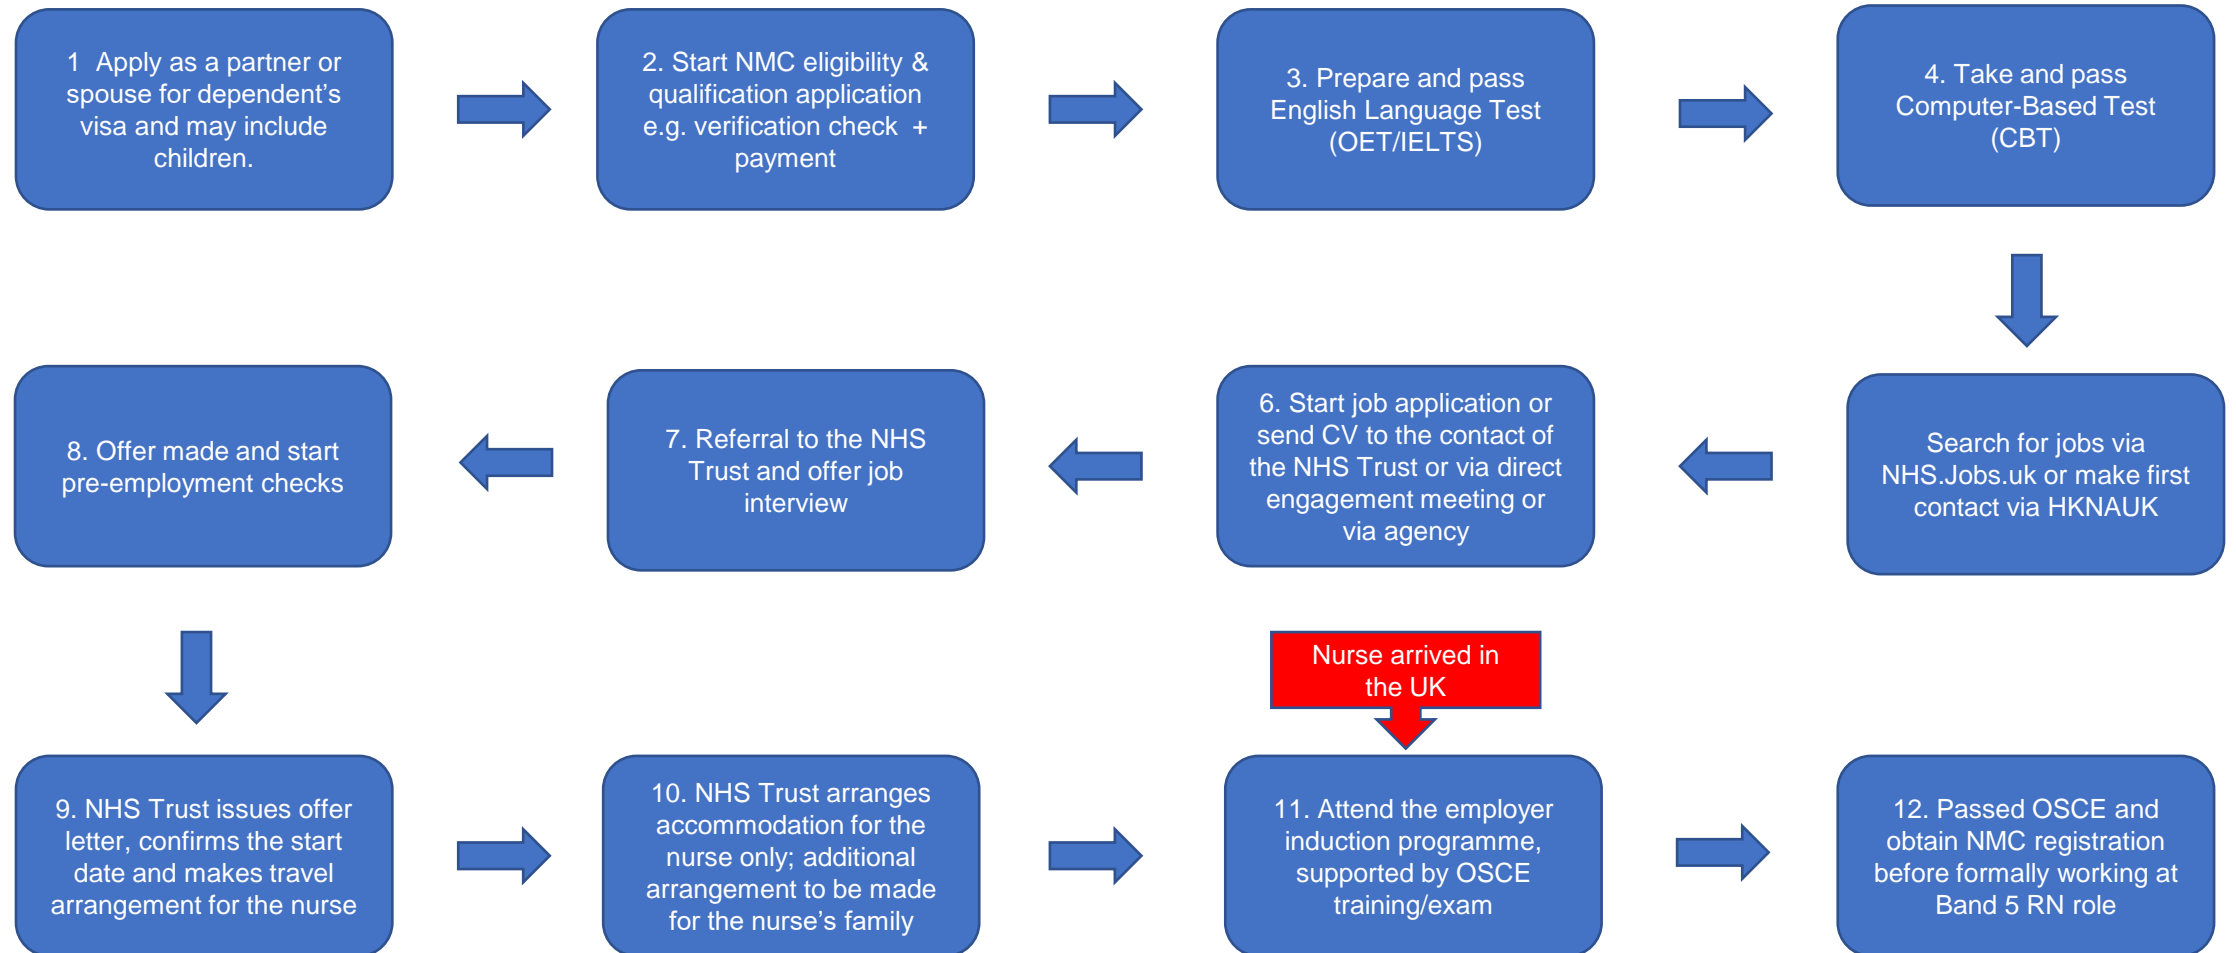 1  Apply as a partner or
spouse for dependent's
visa and may include
children.
2. Start NMC eligibility &
qualification application
e.g. verification check  +
payment
3. Prepare and pass
English Language Test
(OET/IELTS)
4. Take and pass
Computer-Based Test
(CBT)
Search for jobs via
NHS.Jobs.uk or make first
contact via HKNAUK
6. Start job application or
send CV to the contact of
the NHS Trust or via direct
engagement meeting or
via agency
7. Referral to the NHS
Trust and offer job
interview
8. Offer made and start
pre-employment checks
9. NHS Trust issues offer
letter, confirms the start
date and makes travel
arrangement for the nurse
10. NHS Trust arranges
accommodation for the
nurse only; additional
arrangement to be made
for the nurse’s family
Nurse arrived in
the UK
11. Attend the employer
induction programme,
supported by OSCE
training/exam
12. Passed OSCE and
obtain NMC registration
before formally working at
Band 5 RN role